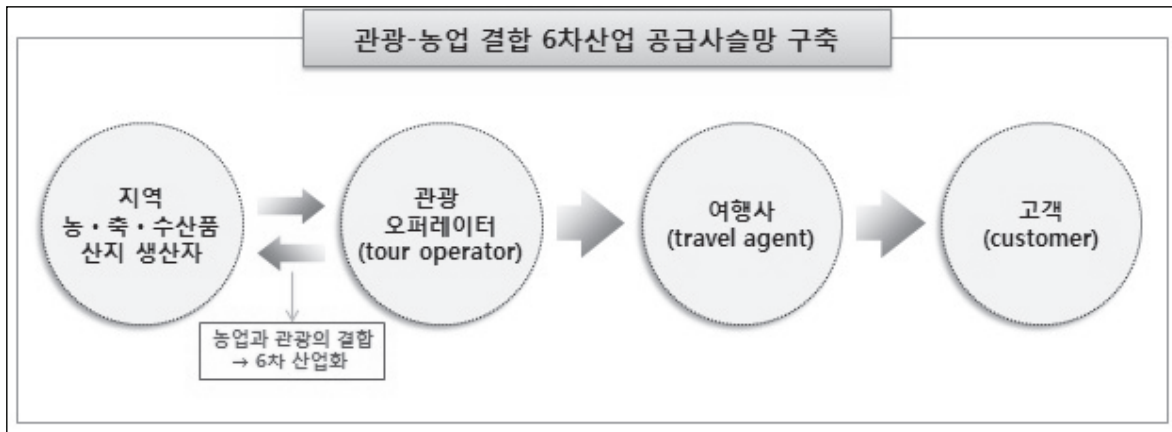 관광-농업 결합 6차산업 공급사슬망 구축
지역
농・축・수산품
산지 생산자
관광
오퍼레이터
(tour operator)
여행사
(travel agent)
고객
(customer)
농업과 관광의 결합
→ 6차 산업화